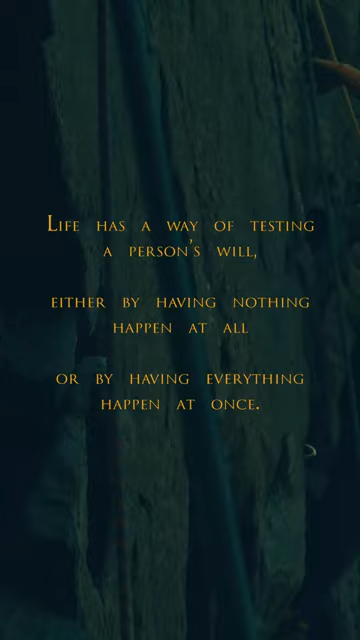 Life has a way of testing
a person's will,
either by having nothing
happen at all
or by having everything
happen at once.